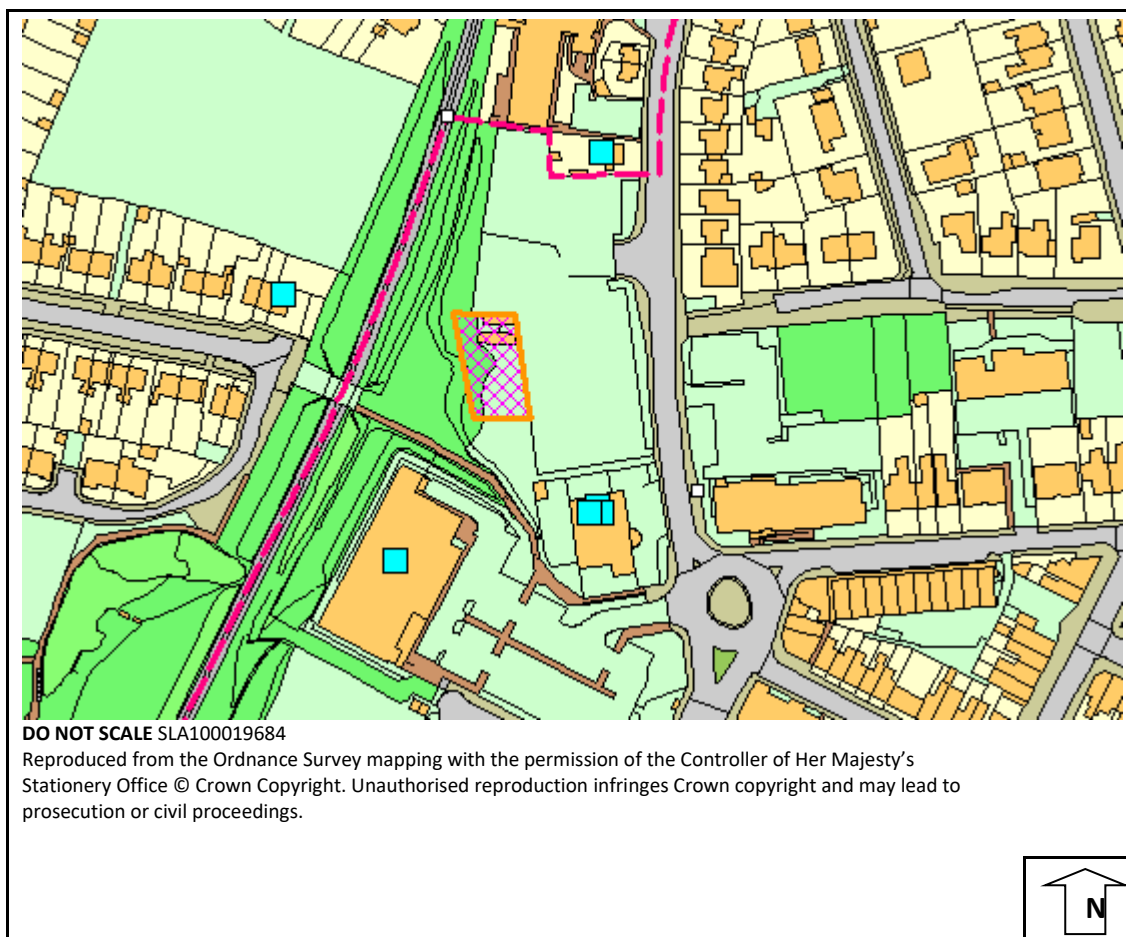 DO NOT SCALE SLA100019684
Reproduced from the Ordnance Survey mapping with the permission of the Controller of Her Majesty's
Stationery Office © Crown Copyright. Unauthorised reproduction infringes Crown copyright and may lead to
prosecution or civil proceedings.
N